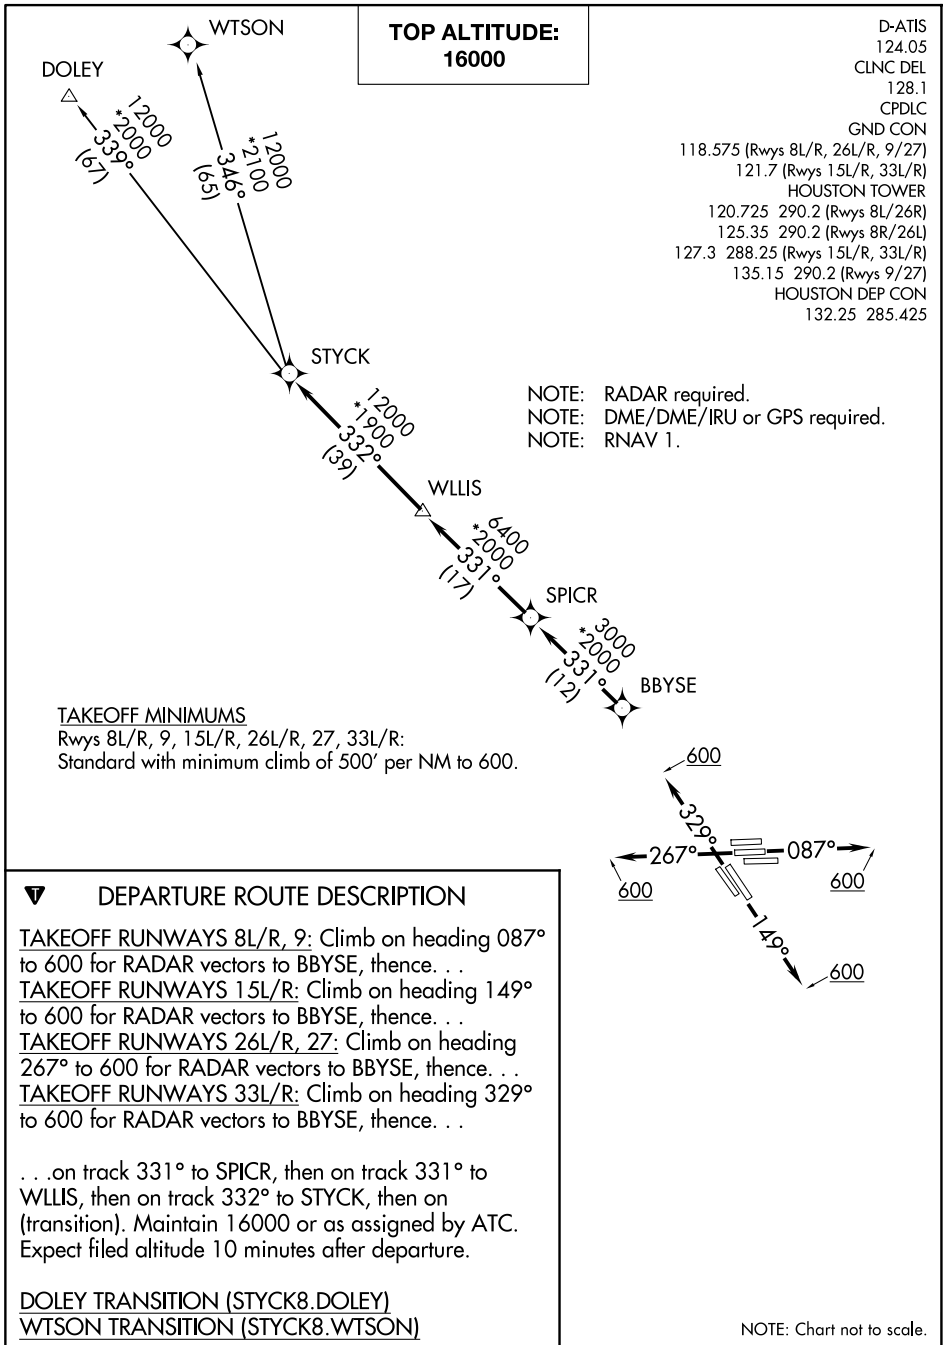 TOP ALTITUDE:
16000
D-ATIS
124.05
CLNC DEL
128.1
CPDLC
GND CON
118.575 (Rwys 8L/R, 26L/R, 9/27)
121.7 (Rwys 15L/R, 33L/R)
HOUSTON TOWER
120.725 290.2 (Rwys 8L/26R)
125.35 290.2 (Rwys 8R/26L)
127.3 288.25 (Rwys 15L/R, 33L/R)
135.15 290.2 (Rwys 9/27)
HOUSTON DEP CON
132.25 285.425
WTSON
DOLEY
12000
*2000
339°
(67)
12000
*2100
346°
(65)
STYCK
NOTE: RADAR required.
NOTE: DME/DME/IRU or GPS required.
NOTE: RNAV 1.
12000
*1900
332°
(39)
WLLIS
6400
*2000
331°
(17)
SPICR
3000
*2000
331°
(12)
BBYSE
TAKEOFF MINIMUMS
Rwys 8L/R, 9, 15L/R, 26L/R, 27, 33L/R:
Standard with minimum climb of 500' per NM to 600.
600
329°
267°
087°
600
600
149°
600
T
DEPARTURE ROUTE DESCRIPTION
TAKEOFF RUNWAYS 8L/R, 9: Climb on heading 087°
to 600 for RADAR vectors to BBYSE, thence. . .
TAKEOFF RUNWAYS 15L/R: Climb on heading 149°
to 600 for RADAR vectors to BBYSE, thence. . .
TAKEOFF RUNWAYS 26L/R, 27: Climb on heading
267° to 600 for RADAR vectors to BBYSE, thence. . .
TAKEOFF RUNWAYS 33L/R: Climb on heading 329°
to 600 for RADAR vectors to BBYSE, thence. . .
. . .on track 331° to SPICR, then on track 331° to
WLLIS, then on track 332° to STYCK, then on
(transition). Maintain 16000 or as assigned by ATC.
Expect filed altitude 10 minutes after departure.
DOLEY TRANSITION (STYCK8.DOLEY)
WTSON TRANSITION (STYCK8.WTSON)
NOTE: Chart not to scale.